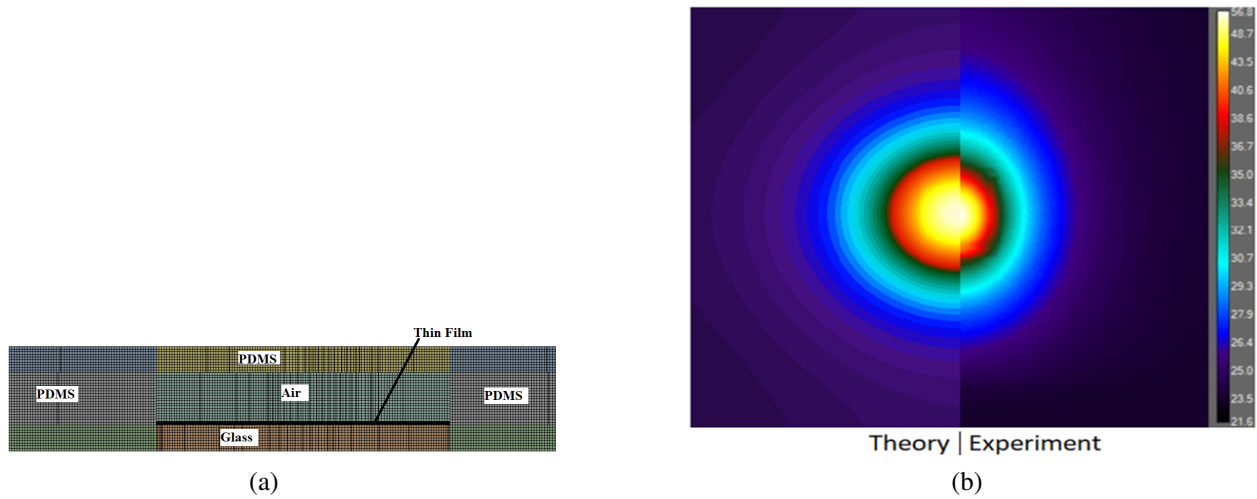 Thin Film
PDMS
PDMS
Air
PDMS
Glass
(a)
56.8
48.7
43.5
40.6
38.6
36.7
35.0
33.4
32.1
30.7
29.3
27.9
26.4
25.0
23.5
21.6
Theory | Experiment
(b)